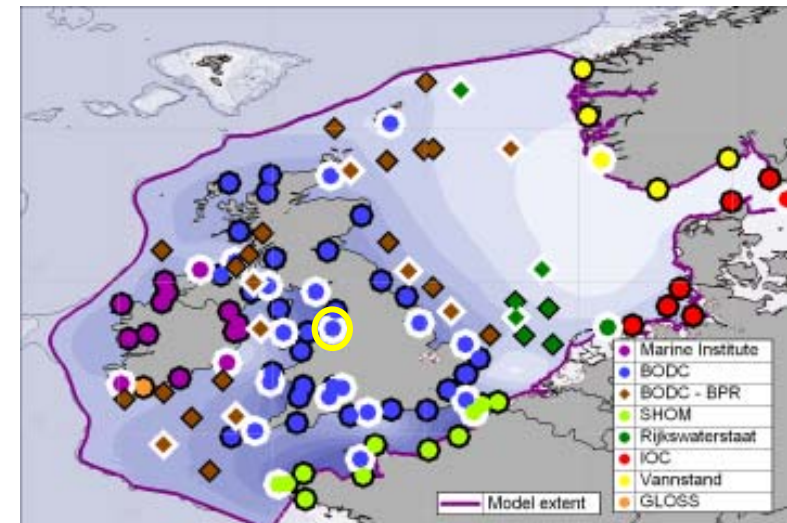 Marine Institute
BODC
BODC - BPR
SHOM
Rijkswaterstaat
IOC
Vannstand
GLOSS
Model extent